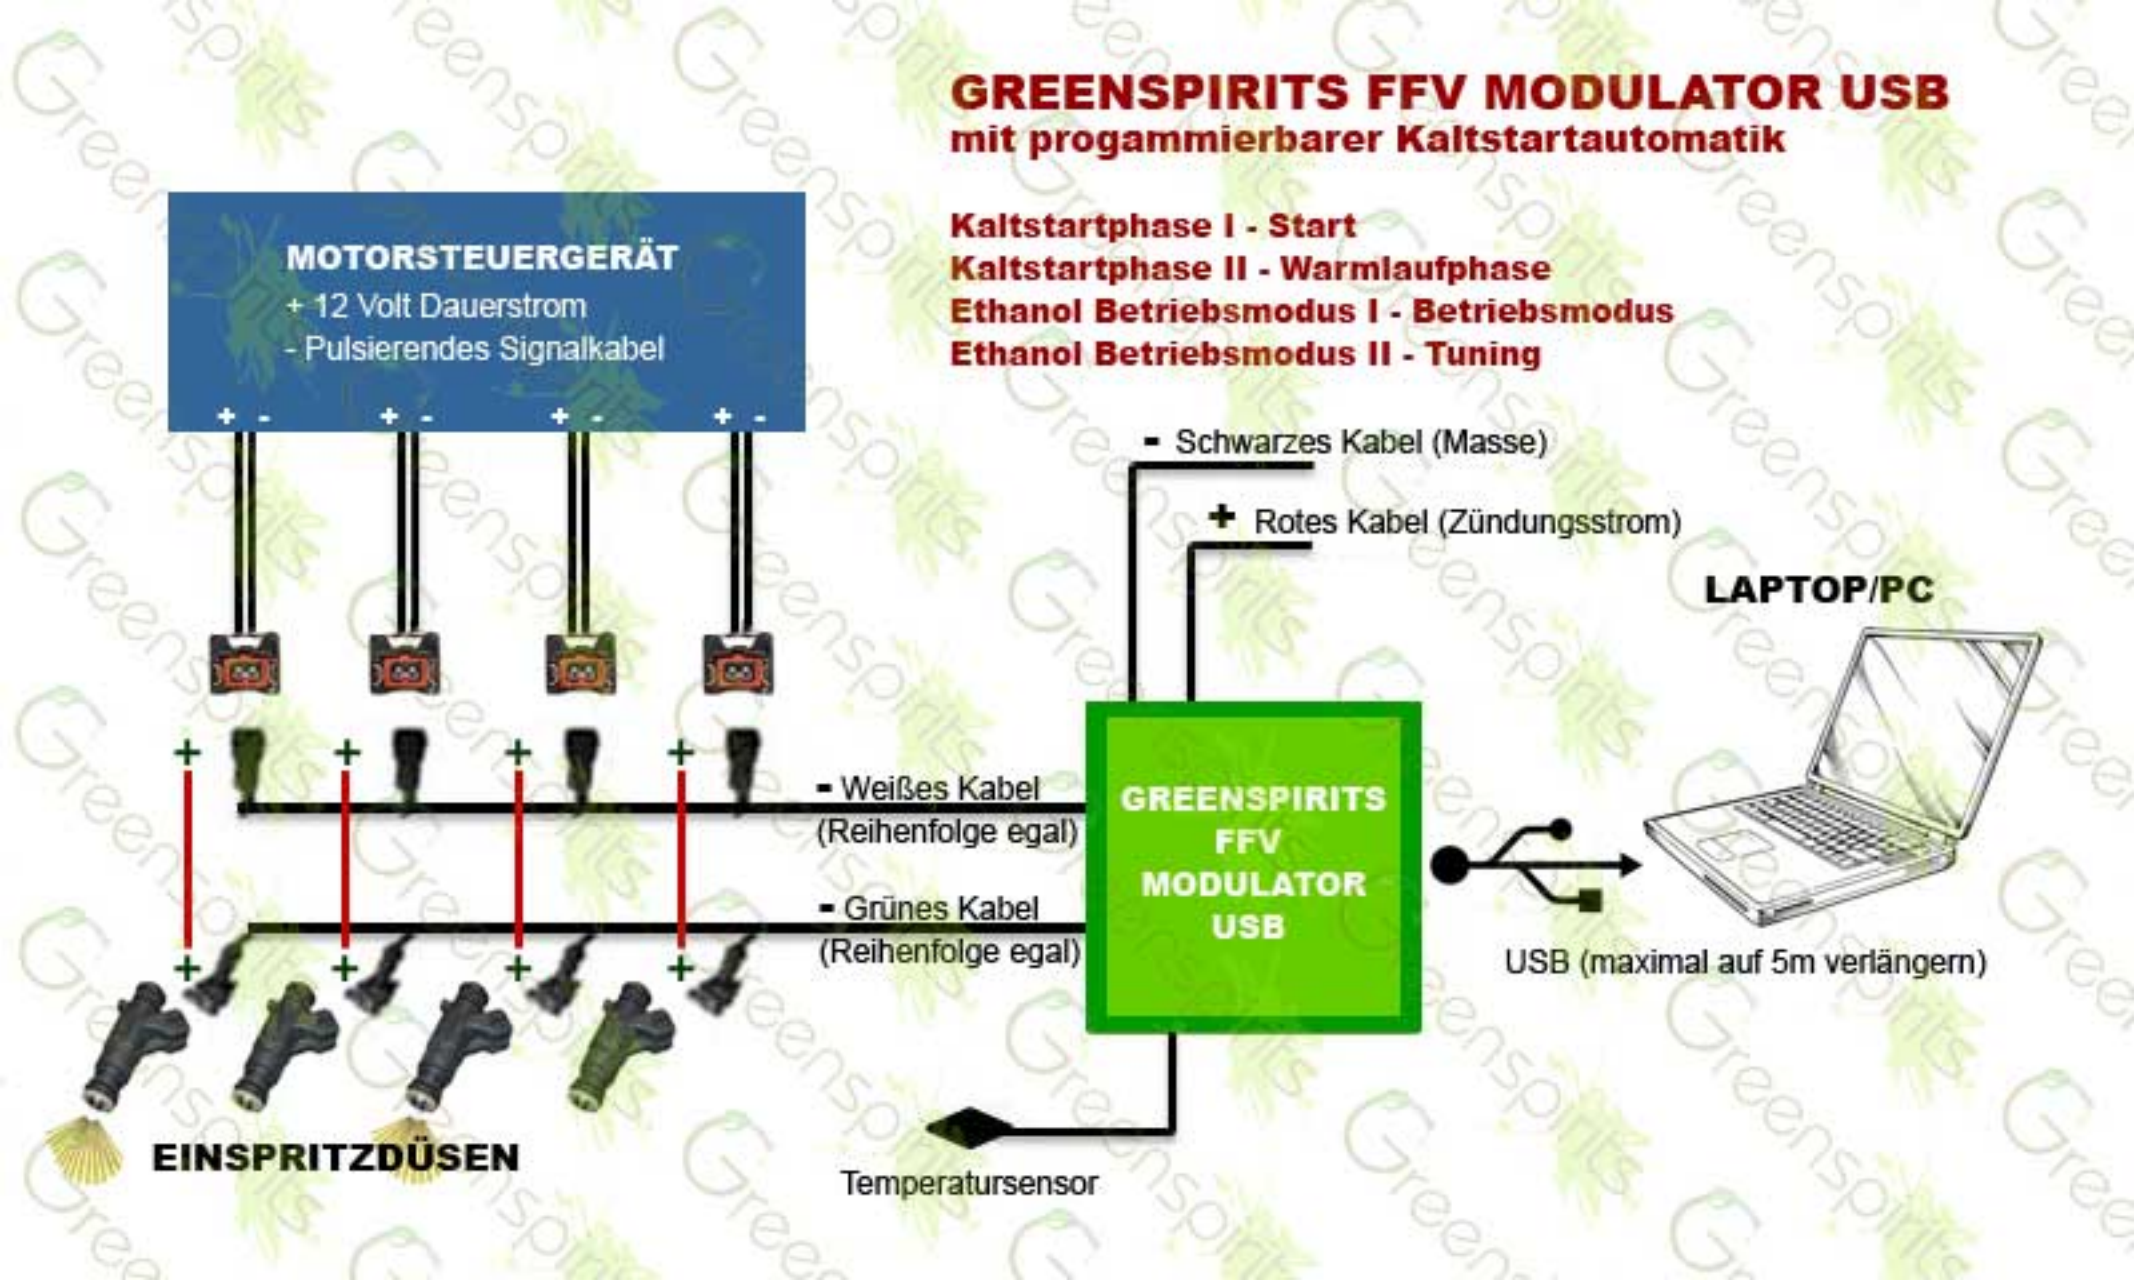 GREENSPIRITS FFV MODULATOR USB
mit progammierbarer Kaltstartautomatik
Kaltstartphase I - Start
Kaltstartphase II - Warmlaufphase
Ethanol Betriebsmodus I - Betriebsmodus
Ethanol Betriebsmodus II - Tuning
MOTORSTEUERGERÄT
+ 12 Volt Dauerstrom
- Pulsierendes Signalkabel
+ - + - + - + -
- Schwarzes Kabel (Masse)
+ Rotes Kabel (Zündungsstrom)
LAPTOP/PC
+ + + +
- Weißes Kabel
(Reihenfolge egal)
GREENSPIRITS
FFV
MODULATOR
USB
- Grünes Kabel
(Reihenfolge egal)
+ + + +
USB (maximal auf 5m verlängern)
EINSPRITZDÜSEN
Temperatursensor
Greenspirits